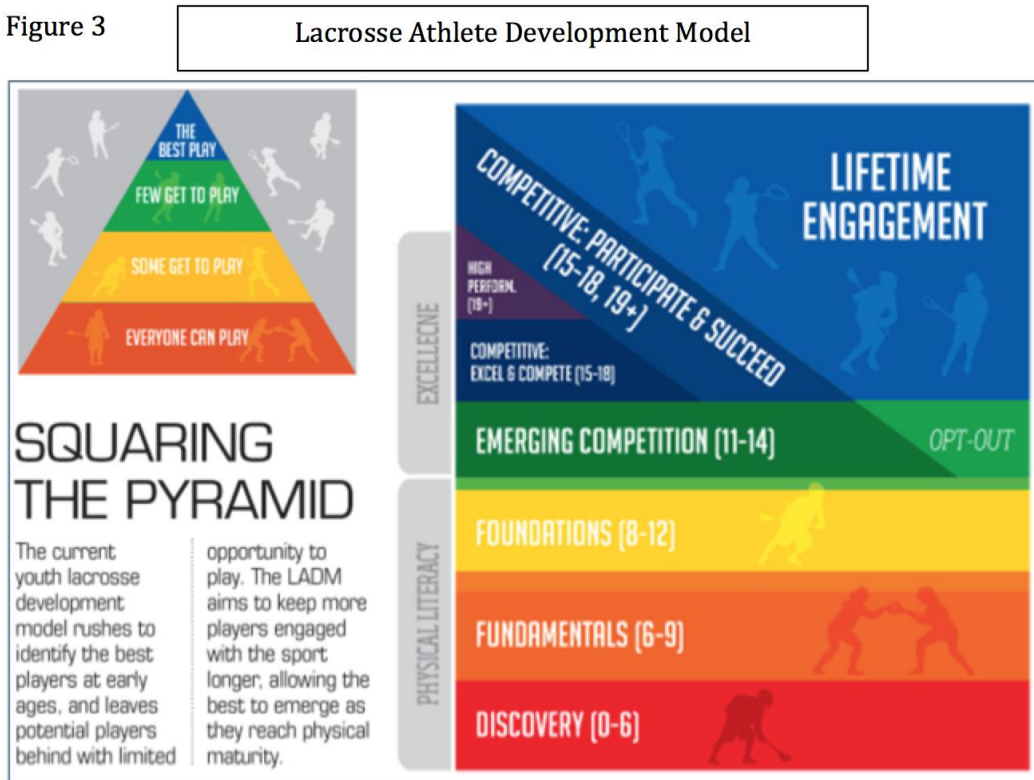 Figure 3
Lacrosse Athlete Development Model
THE
BEST PLAY
FEW GET TO PLAY
SOME GET TO PLAY
EVERYONE CAN PLAY
SQUARING
THE PYRAMID
The current
youth lacrosse
development
model rushes to
identify the best
players at early
ages, and leaves
potential players
behind with limited
opportunity to
play. The LADM
aims to keep more
players engaged
with the sport
longer, allowing the
best to emerge as
they reach physical
maturity.
EXCELLECNE
PHYSICAL LITERACY
LIFETIME
ENGAGEMENT
COMPETITIVE: PARTICIPATE & SUCCEED
(15-18, 19+)
HIGH
PERFORM.
(19+)
COMPETITIVE:
EXCEL & COMPETE (15-18)
EMERGING COMPETITION (11-14)
OPT-OUT
FOUNDATIONS (8-12)
FUNDAMENTALS (6-9)
DISCOVERY (0-6)